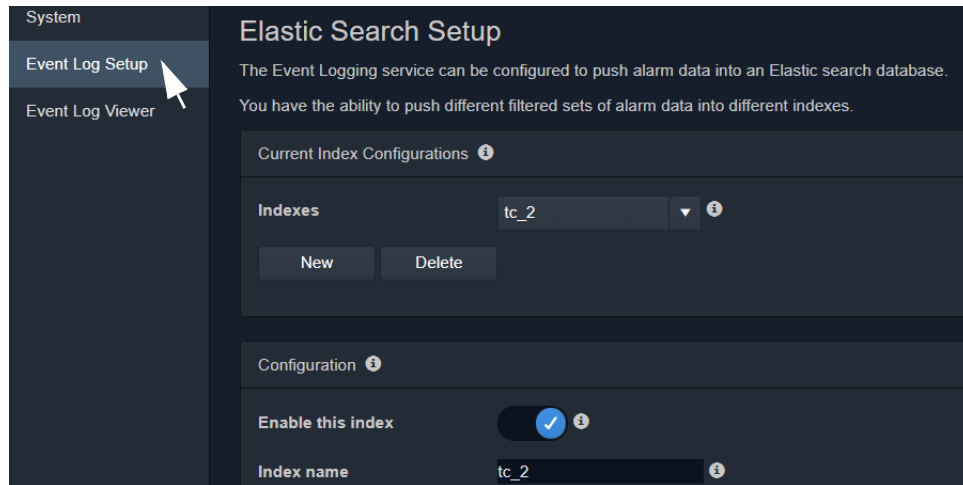 System
Event Log Setup
Event Log Viewer
Elastic Search Setup
The Event Logging service can be configured to push alarm data into an Elastic search database.
You have the ability to push different filtered sets of alarm data into different indexes.
Current Index Configurations
Indexes
tc_2
New
Delete
Configuration
Enable this index
Index name
tc_2